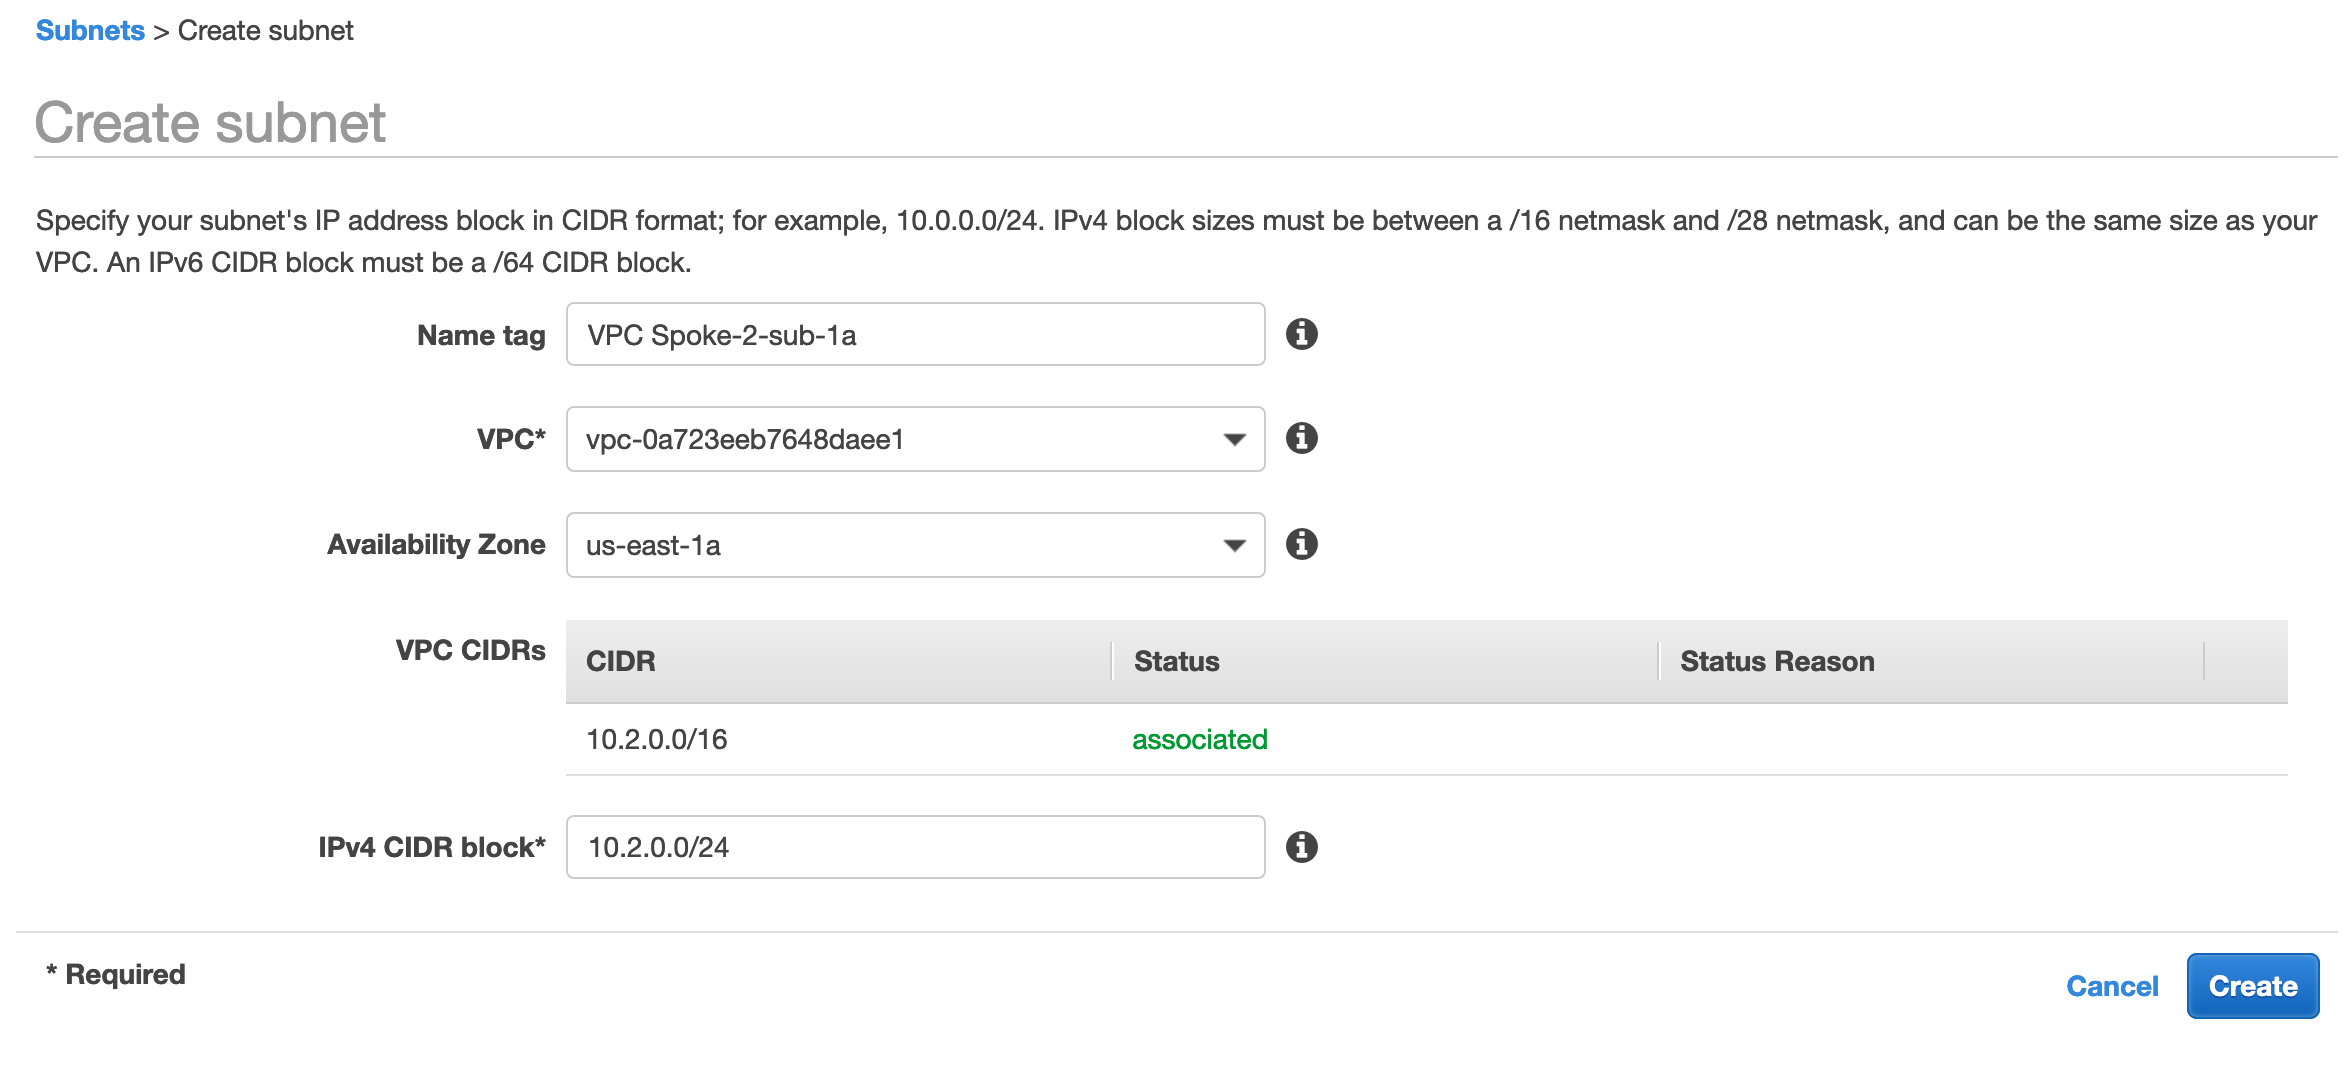 Subnets > Create subnet
Create subnet
Specify your subnet's IP address block in CIDR format; for example, 10.0.0.0/24. IPv4 block sizes must be between a /16 netmask and /28 netmask, and can be the same size as your
VPC. An IPv6 CIDR block must be a /64 CIDR block.
Name tag VPC Spoke-2-sub-1a
VPC* vpc-0a723eeb7648daee1
Availability Zone us-east-1a
VPC CIDRs CIDR Status Status Reason
10.2.0.0/16 associated
IPv4 CIDR block* 10.2.0.0/24
* Required
Cancel Create